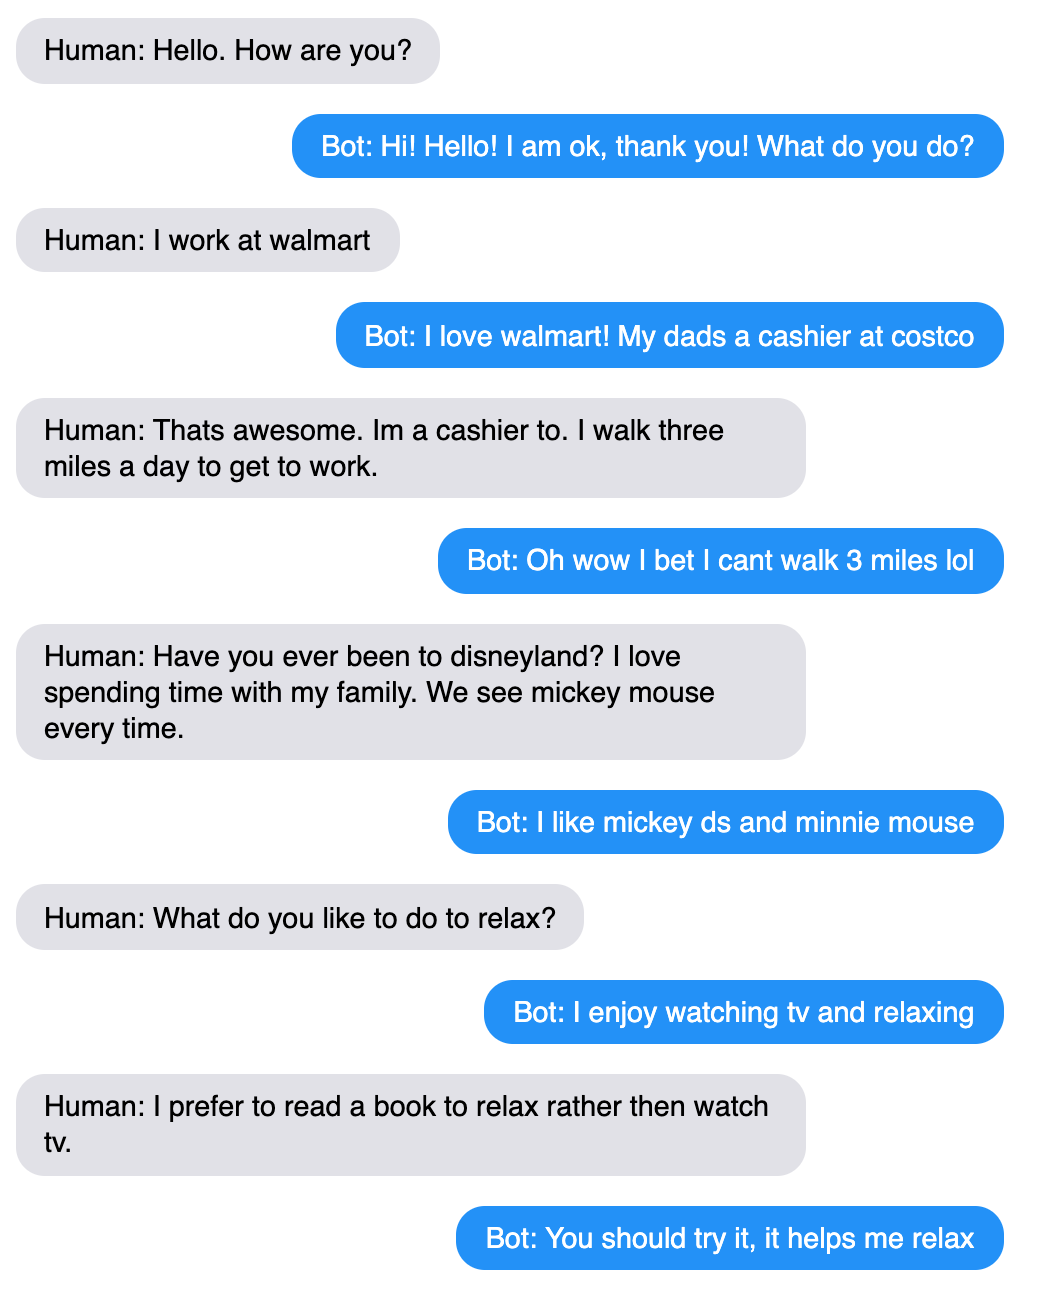 Human: Hello. How are you?
Bot: Hi! Hello! I am ok, thank you! What do you do?
Human: I work at walmart
Bot: I love walmart! My dads a cashier at costco
Human: Thats awesome. Im a cashier to. I walk three
miles a day to get to work.
Bot: Oh wow I bet I cant walk 3 miles lol
Human: Have you ever been to disneyland? I love
spending time with my family. We see mickey mouse
every time.
Bot: I like mickey ds and minnie mouse
Human: What do you like to do to relax?
Bot: I enjoy watching tv and relaxing
Human: I prefer to read a book to relax rather then watch
tv.
Bot: You should try it, it helps me relax